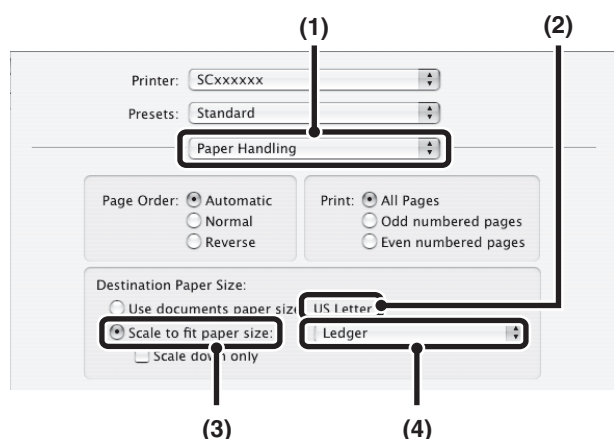 (1)
(2)
Printer: SCxxxxxx
Presets: Standard
Paper Handling
Page Order: Automatic
Normal
Reverse
Print: All Pages
Odd numbered pages
Even numbered pages
Destination Paper Size:
Use documents paper size US Letter
Scale to fit paper size: Ledger
Scale down only
(3)
(4)